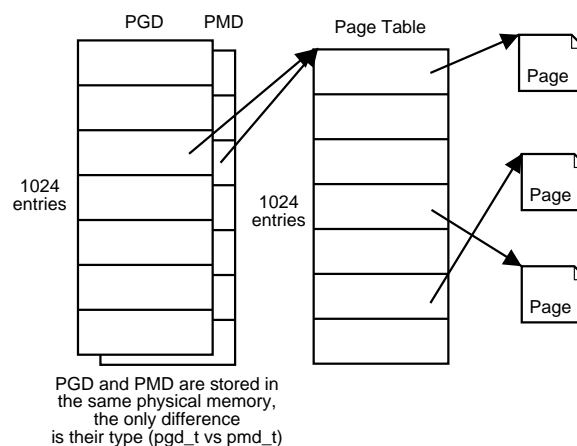 PGD PMD
Page Table
Page
1024
entries
1024
entries
Page
Page
PGD and PMD are stored in
the same physical memory,
the only difference
is their type (pgd_t vs pmd_t)